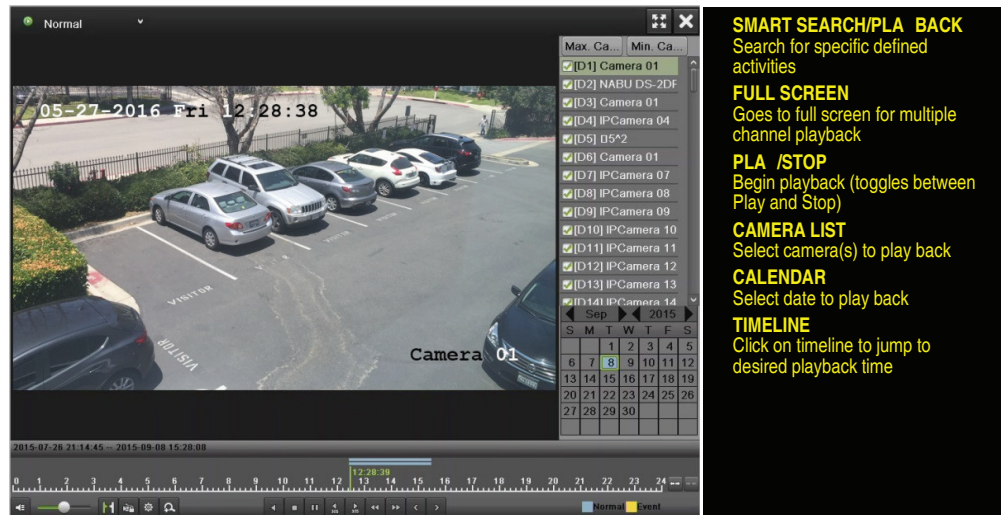 Normal
Max. Ca... Min. Ca...
[D1] Camera 01
[D2] NABU DS-2DF
[D3] Camera 01
[D4] IPCamera 04
[D5] D5^2
[D6] Camera 01
[D7] IPCamera 07
[D8] IPCamera 08
[D9] IPCamera 09
[D10] IPCamera 10
[D11] IPCamera 11
[D12] IPCamera 12
[D13] IPCamera 13
[D14] IPCamera 14
05-27-2016 Fri 12:28:38
VISITOR
VISITOR
Camera 01
Sep 2015
S M T W T F S
1 2 3 4 5
6 7 8 9 10 11 12
13 14 15 16 17 18 19
20 21 22 23 24 25 26
27 28 29 30
2015-07-26 21:14:45 -- 2015-09-08 15:28:08
12:28:39
0 1 2 3 4 5 6 7 8 9 10 11 12 13 14 15 16 17 18 19 20 21 22 23 24
Normal Event
SMART SEARCH/PLA BACK
Search for specific defined
activities
FULL SCREEN
Goes to full screen for multiple
channel playback
PLA /STOP
Begin playback (toggles between
Play and Stop)
CAMERA LIST
Select camera(s) to play back
CALENDAR
Select date to play back
TIMELINE
Click on timeline to jump to
desired playback time